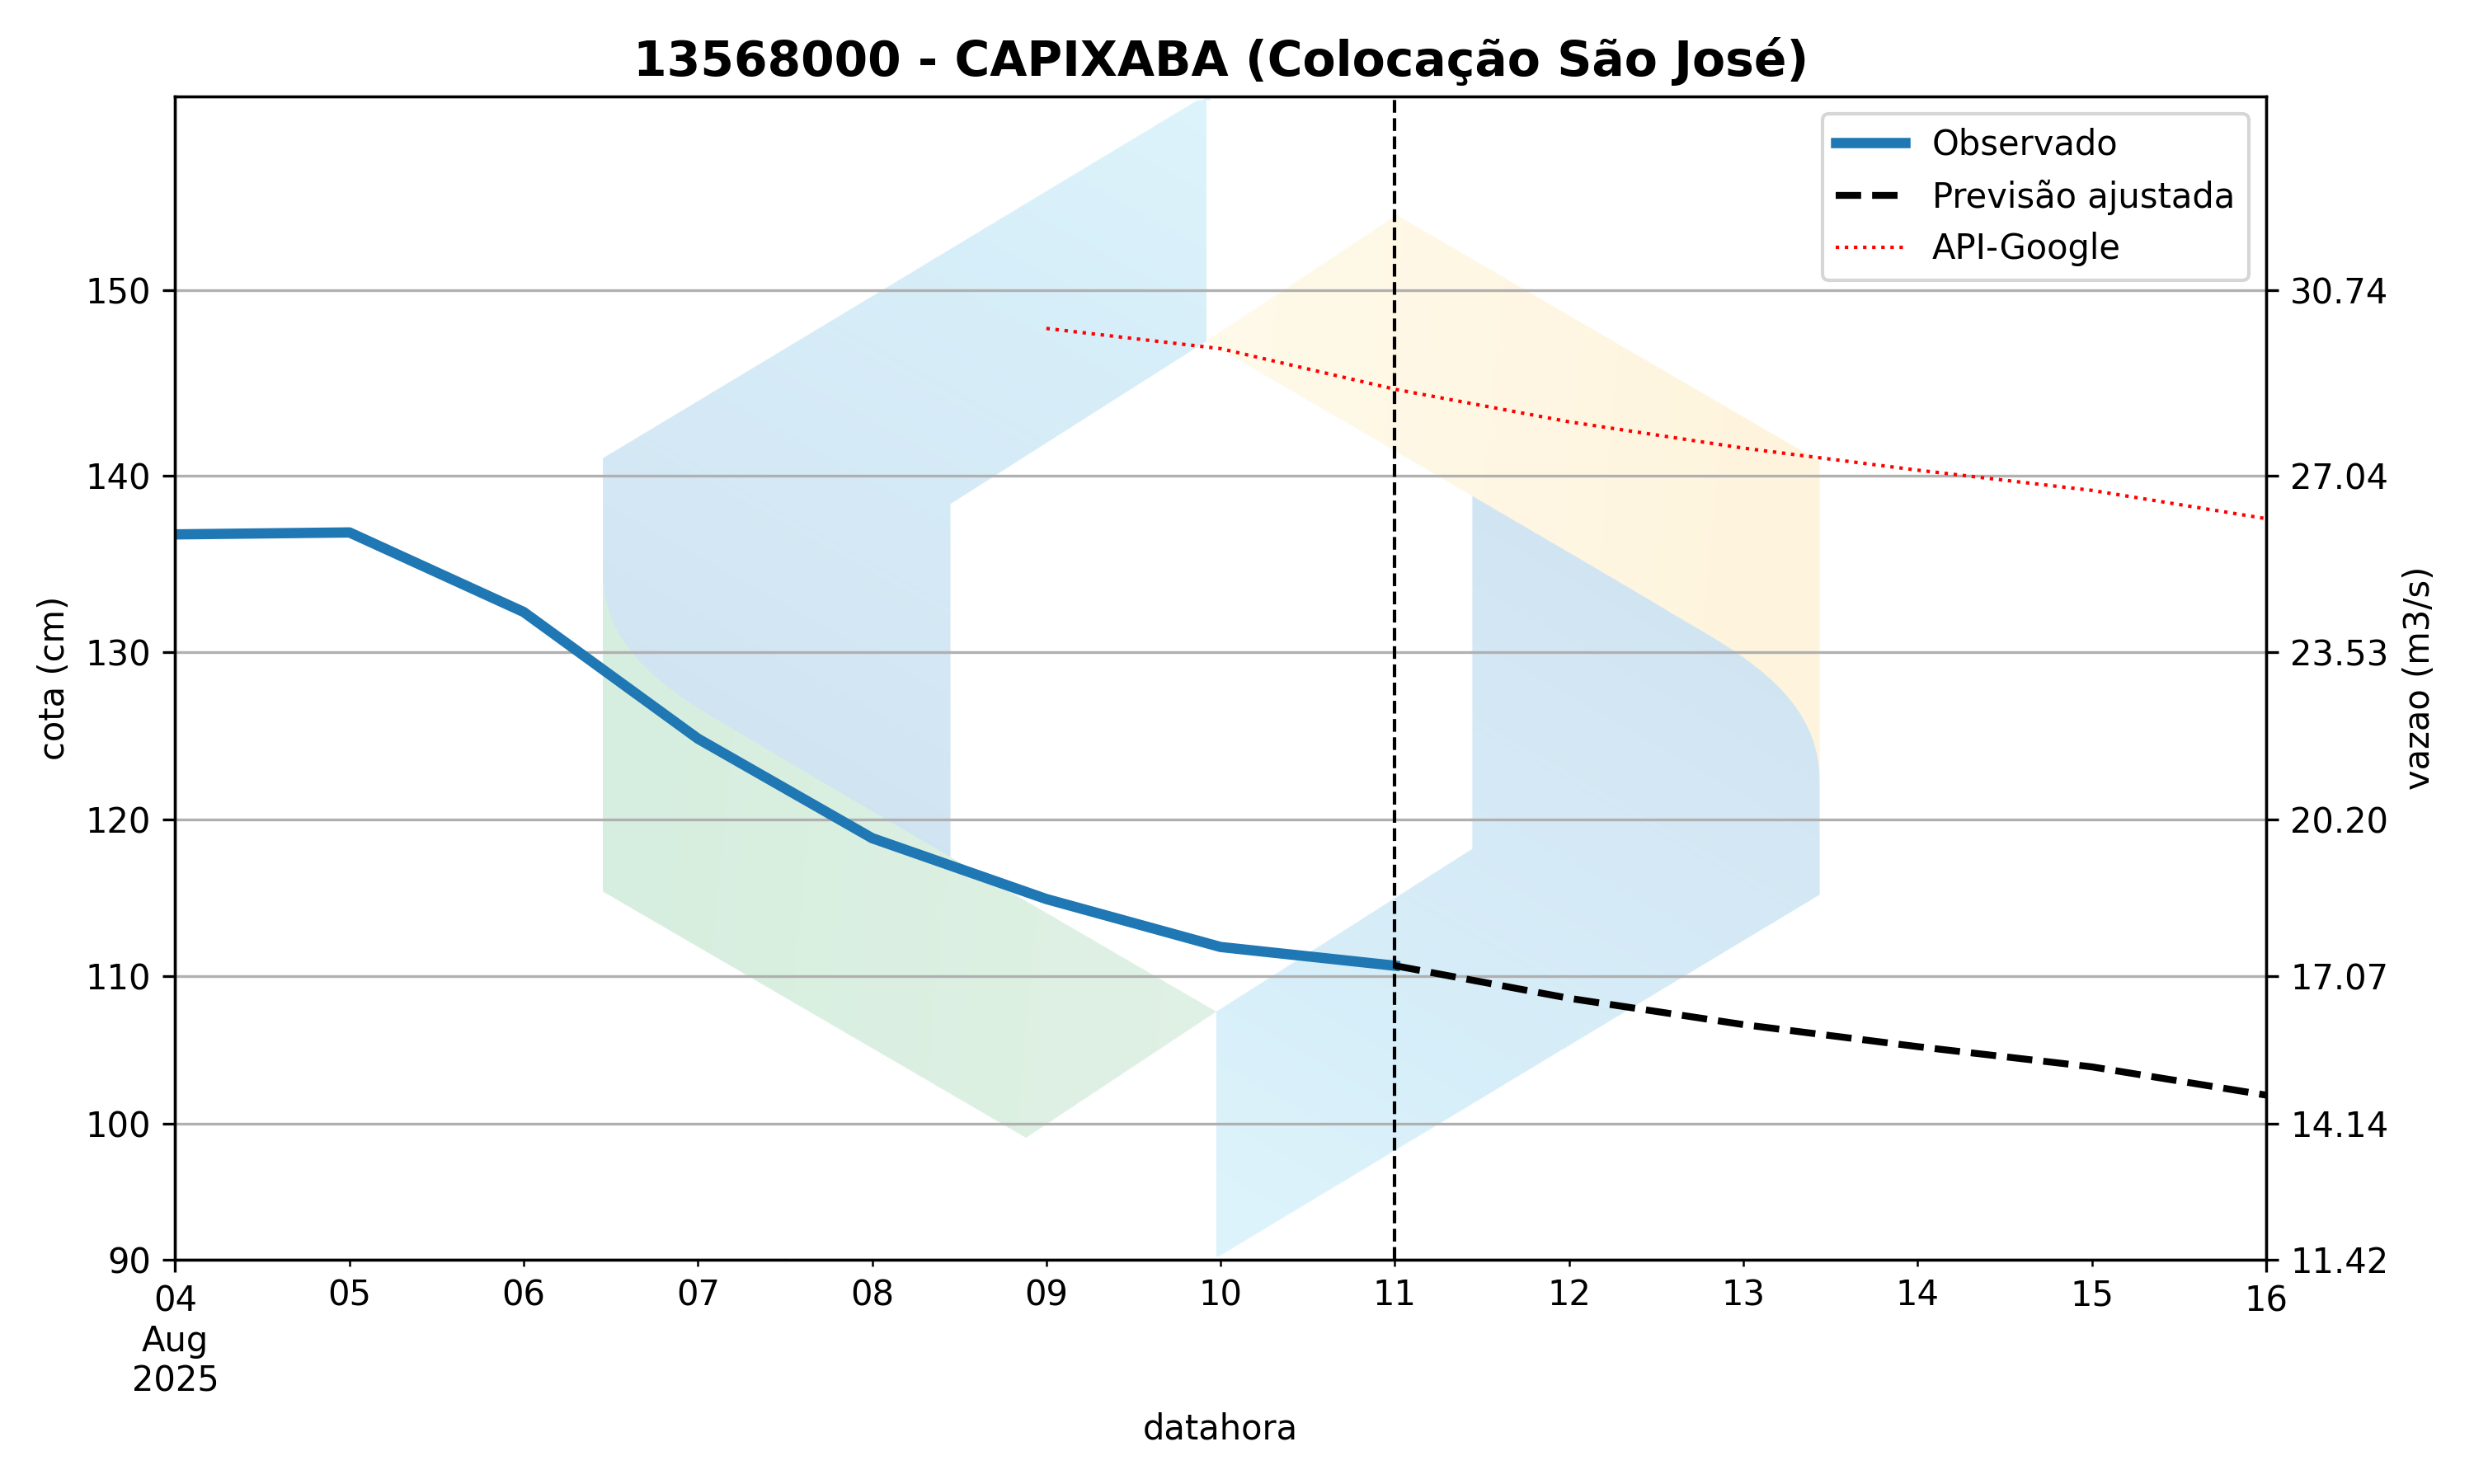 13568000 - CAPIXABA (Colocação São José)
Observado
Previsão ajustada
API-Google
150
140
130
120
110
100
90
cota (cm)
30.74
27.04
23.53
20.20
17.07
14.14
11.42
vazao (m3/s)
04 05 06 07 08 09 10 11 12 13 14 15 16
Aug
2025
datahora